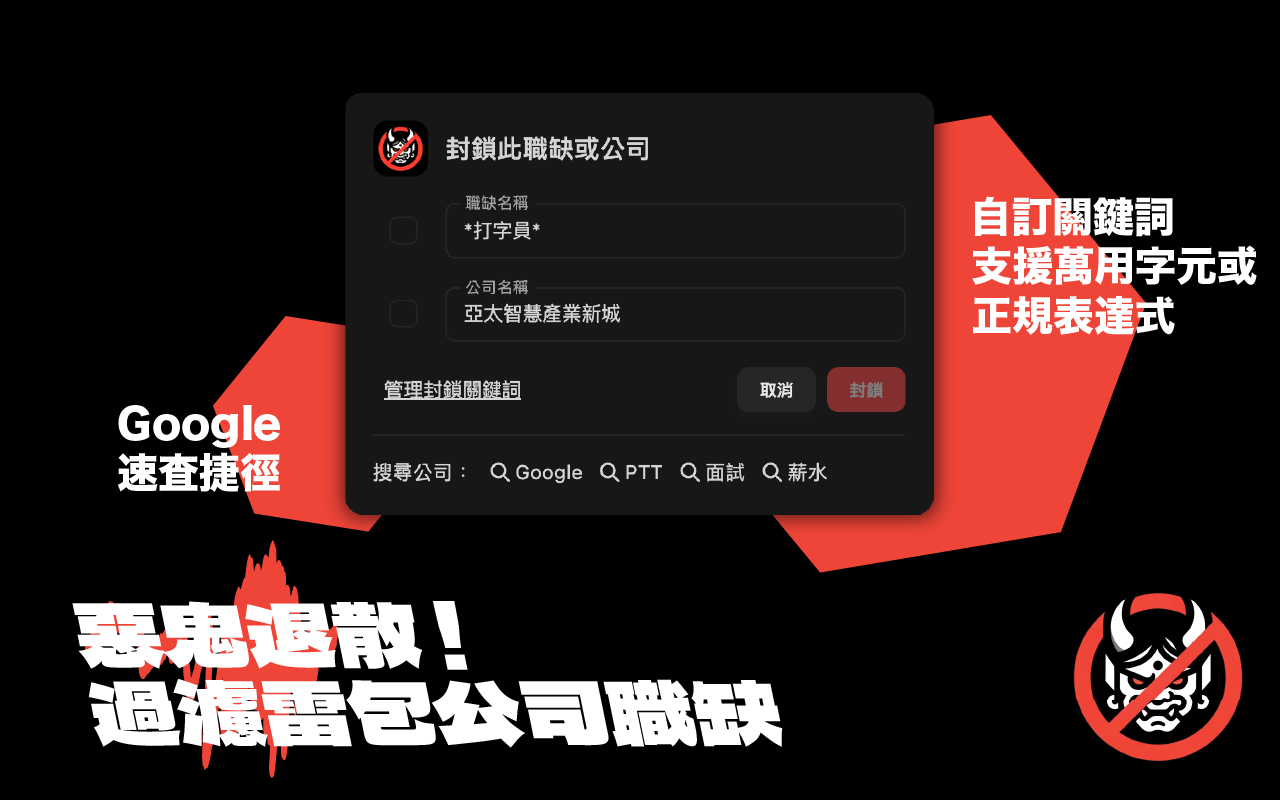 封鎖此職缺或公司
職缺名稱
*打字員*
公司名稱
亞太智慧產業新城
管理封鎖關鍵詞
取消
封鎖
搜尋公司：
Google
PTT
面試
薪水
自訂關鍵詞
支援萬用字元或
正規表達式
Google
速查捷徑
惡鬼退散！
過濾雷包公司職缺